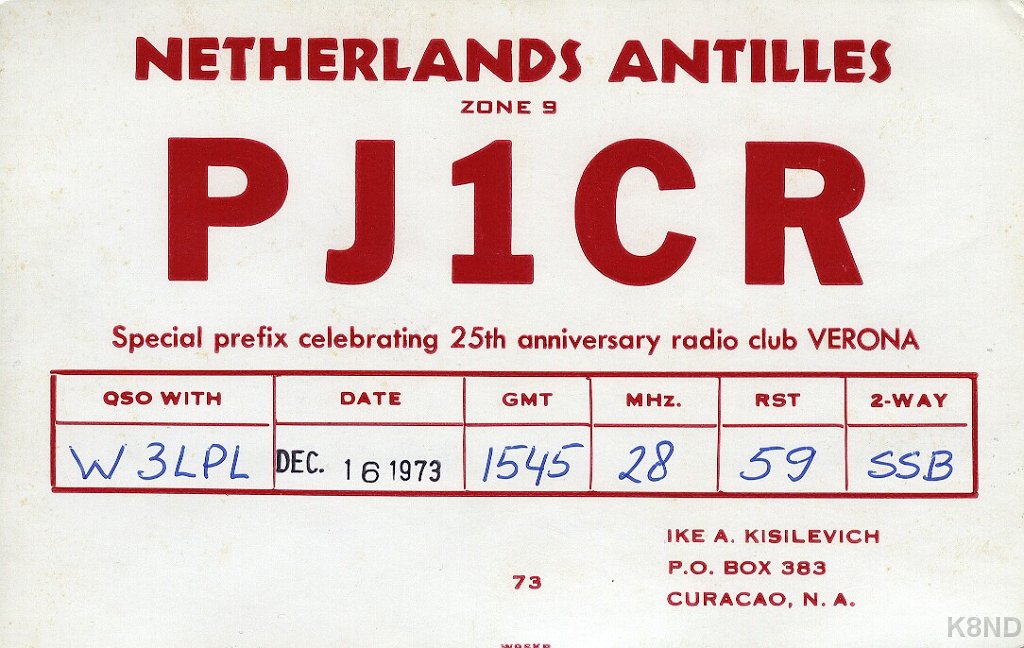 NETHERLANDS ANTILLES
ZONE 9
PJ1CR
Special prefix celebrating 25th anniversary radio club VERONA
QSO WITH DATE GMT MHz. RST 2-WAY
W3LPL DEC. 16 1973 1545 28 59 SSB
IKE A. KISILEVICH
73 P.O. BOX 383
CURACAO, N. A.
K8ND